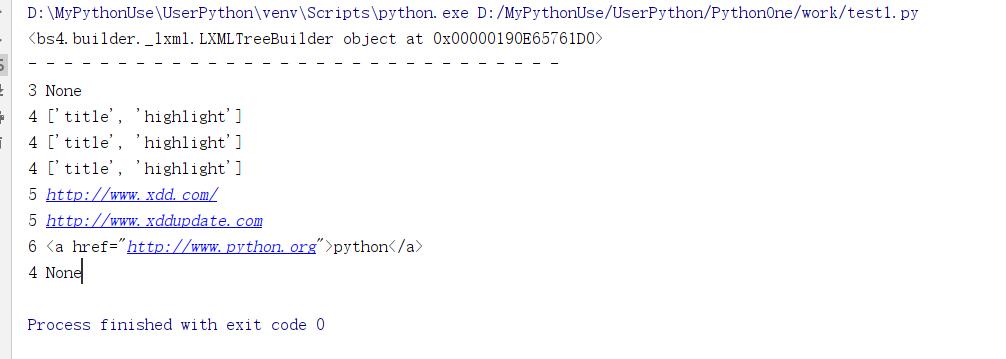 D:\MyPythonUse\UserPython\venv\Scripts\python.exe D:/MyPythonUse/UserPython/PythonOne/work/test1.py
<bs4.builder._lxml.LXMLTreeBuilder object at 0x00000190E65761D0>
- - - - - - - - - - - - - - - - - - - - - - - - - - - - - -
3 None
4 ['title', 'highlight']
4 ['title', 'highlight']
4 ['title', 'highlight']
5 http://www.xdd.com/
5 http://www.xddupdate.com
6 <a href="http://www.python.org">python</a>
4 None
Process finished with exit code 0